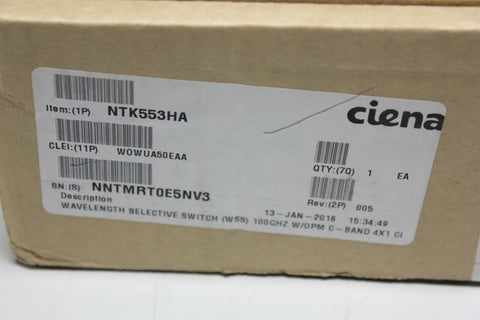 ciena
Item:(1P) NTK553HA
CLEI:(11P) WOWUA50EAA
QTY:(7Q) 1 EA
SN:(S) NNTMRT0E5NV3
Rev:(2P) 005
Description 13-JAN-2016 15:34:49
WAVELENGTH SELECTIVE SWITCH (WSS) 100GHZ W/OPM C-BAND 4X1 CI